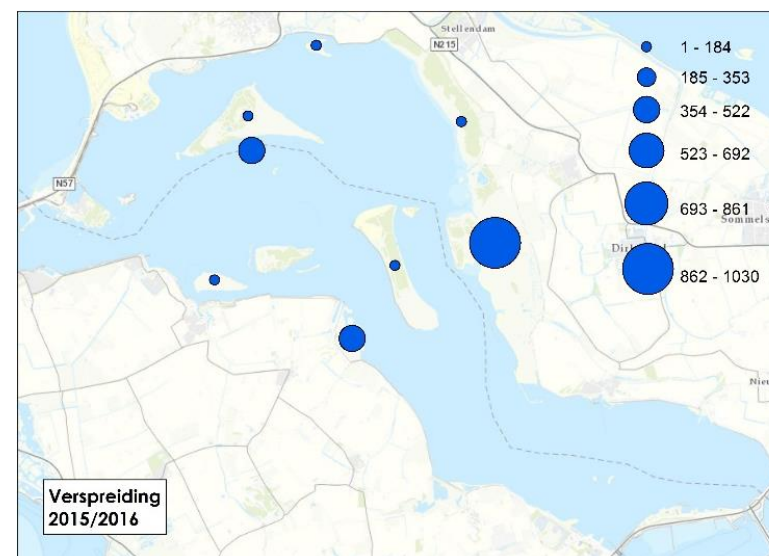 Stellendam
N215
1 - 184
185 - 353
354 - 522
523 - 692
N57
693 - 861
Sommels
862 - 1030
Verspreiding
2015/2016